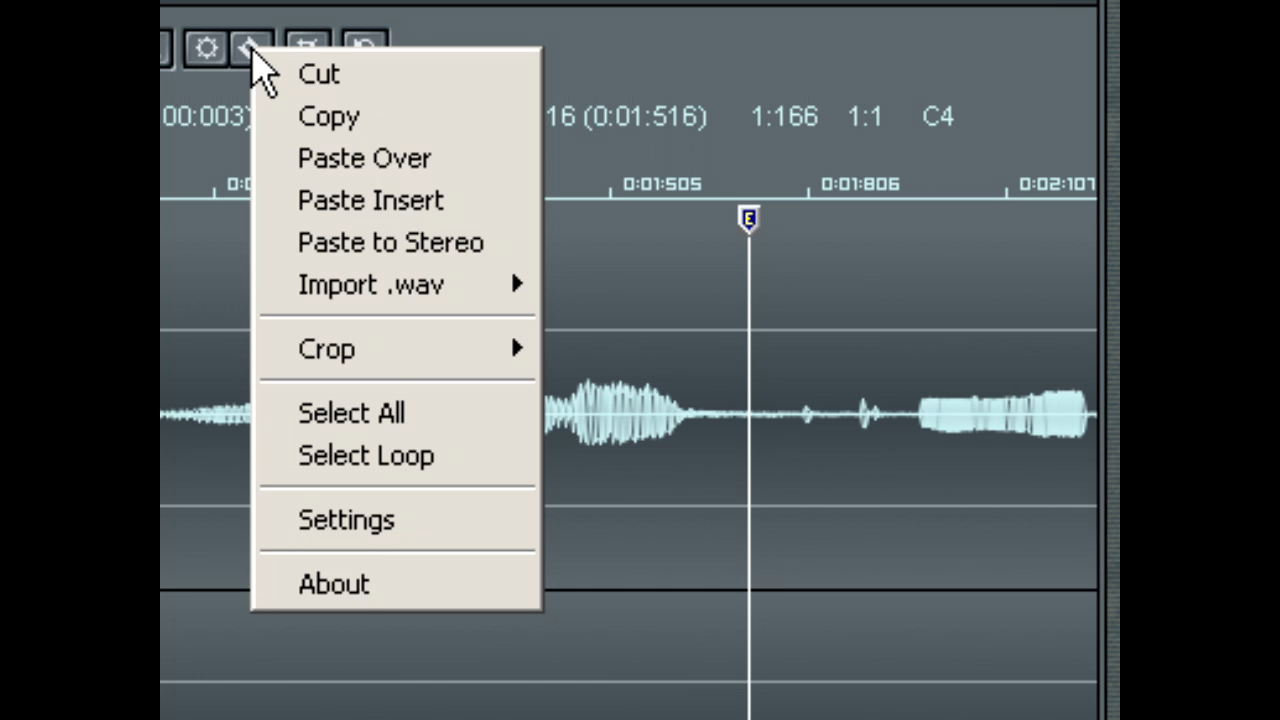 Cut
00:003)
Copy
16 (0:01:516) 1:166 1:1 C4
Paste Over
0:0
0:01:505 0:01:806 0:02:107
Paste Insert
E
Paste to Stereo
Import .wav
Crop
Select All
Select Loop
Settings
About